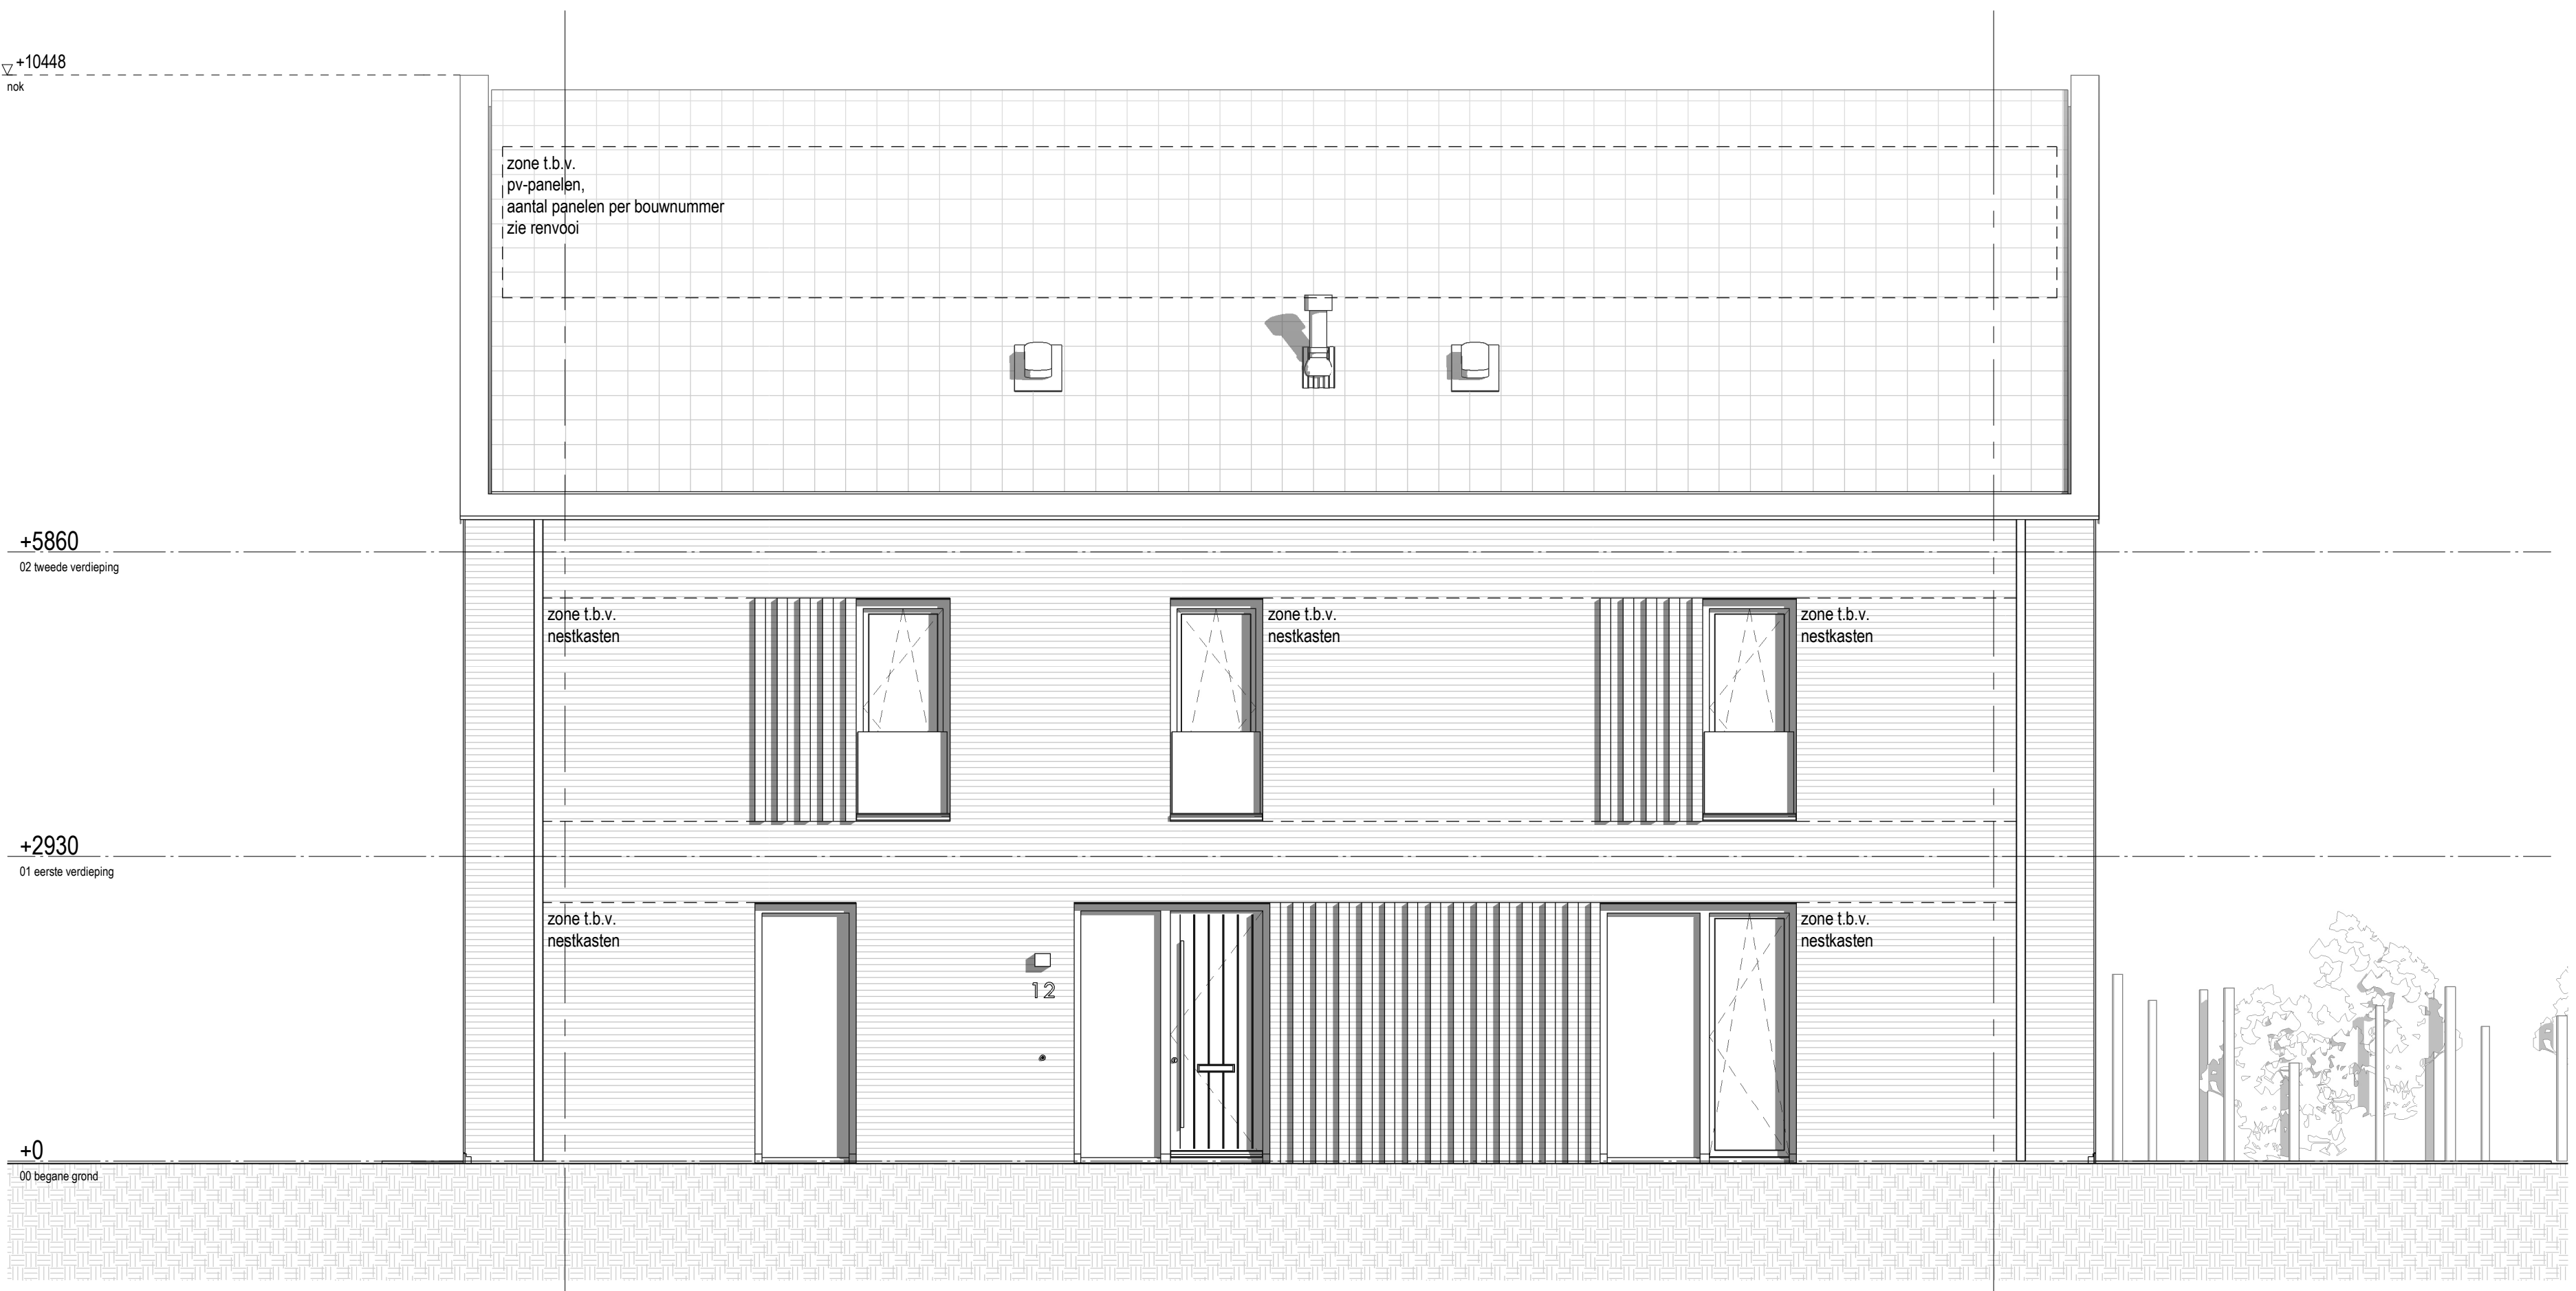 +10448
nok
zone t.b.v.
pv-panelen,
aantal panelen per bouwnummer
zie renvooi
+5860
02 tweede verdieping
zone t.b.v.
nestkasten
zone t.b.v.
nestkasten
zone t.b.v.
nestkasten
+2930
01 eerste verdieping
zone t.b.v.
nestkasten
zone t.b.v.
nestkasten
12
+0
00 begane grond